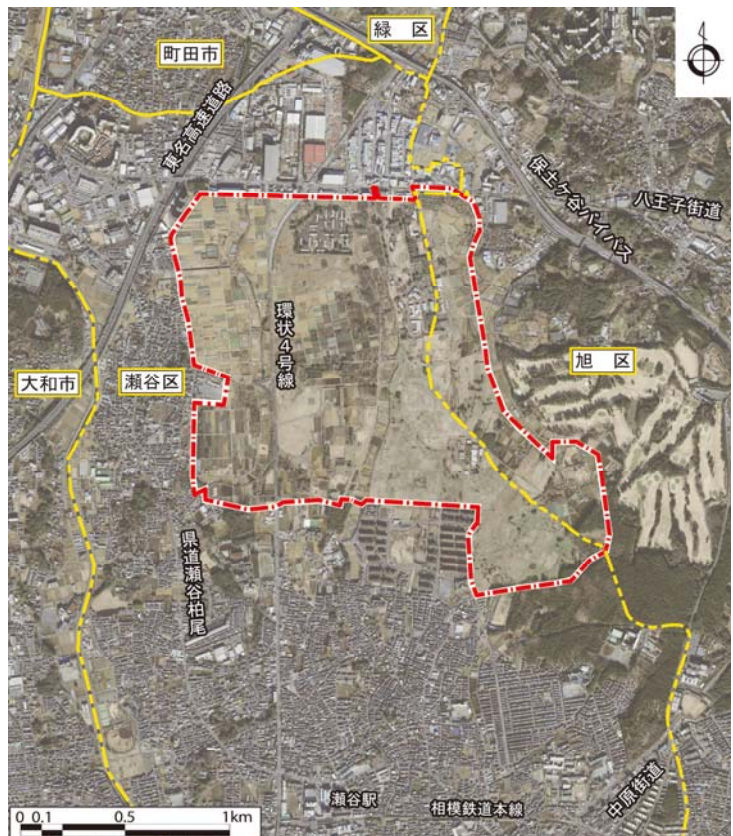 緑 区
町田市
東名高速道路
保土ヶ谷バイパス
八王子街道
環状4号線
旭 区
大和市
瀬谷区
県道瀬谷柏尾
瀬谷駅
相模鉄道本線
中原街道
0 0.1 0.5 1km